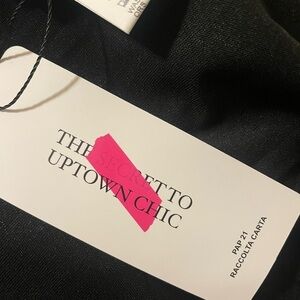 THE SECRET TO
UPTOWN CHIC
PAP 21
RACCOLTA CARTA